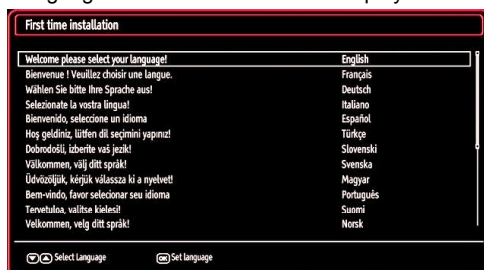 First time installation
Welcome please select your language! English
Bienvenue ! Veuillez choisir une langue. Français
Wählen Sie bitte Ihre Sprache aus! Deutsch
Selezionate la vostra lingua! Italiano
Bienvenido, seleccione un idioma Español
Hoş geldiniz, lütfen dil seçimini yapınız! Türkçe
Dobrodošli, izberite vaš jezik! Slovenski
Välkommen, välj ditt språk! Svenska
Üdvözöljük, kérjük válassza ki a nyelvet! Magyar
Bem-vindo, favor selecionar seu idioma Português
Tervetuloa, valitse kielesi! Suomi
Velkommen, velg ditt språk! Norsk
Select Language OK Set language